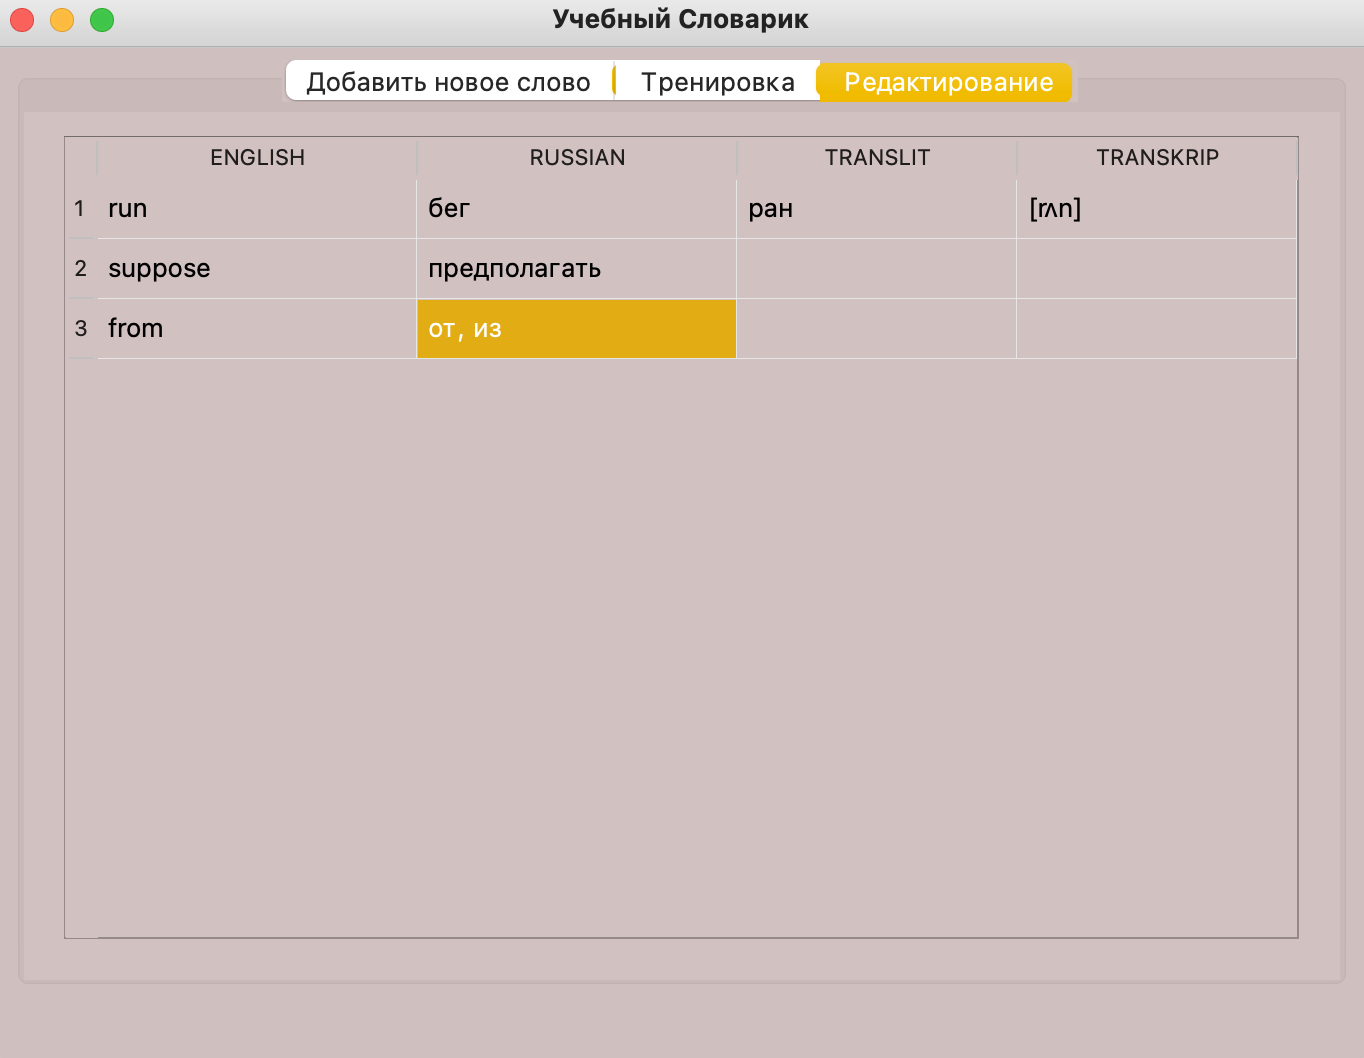 Учебный Словарик
Добавить новое слово Тренировка Редактирование
ENGLISH RUSSIAN TRANSLIT TRANSKRIP
1 run бег ран [rʌn]
2 suppose предполагать
3 from от, из